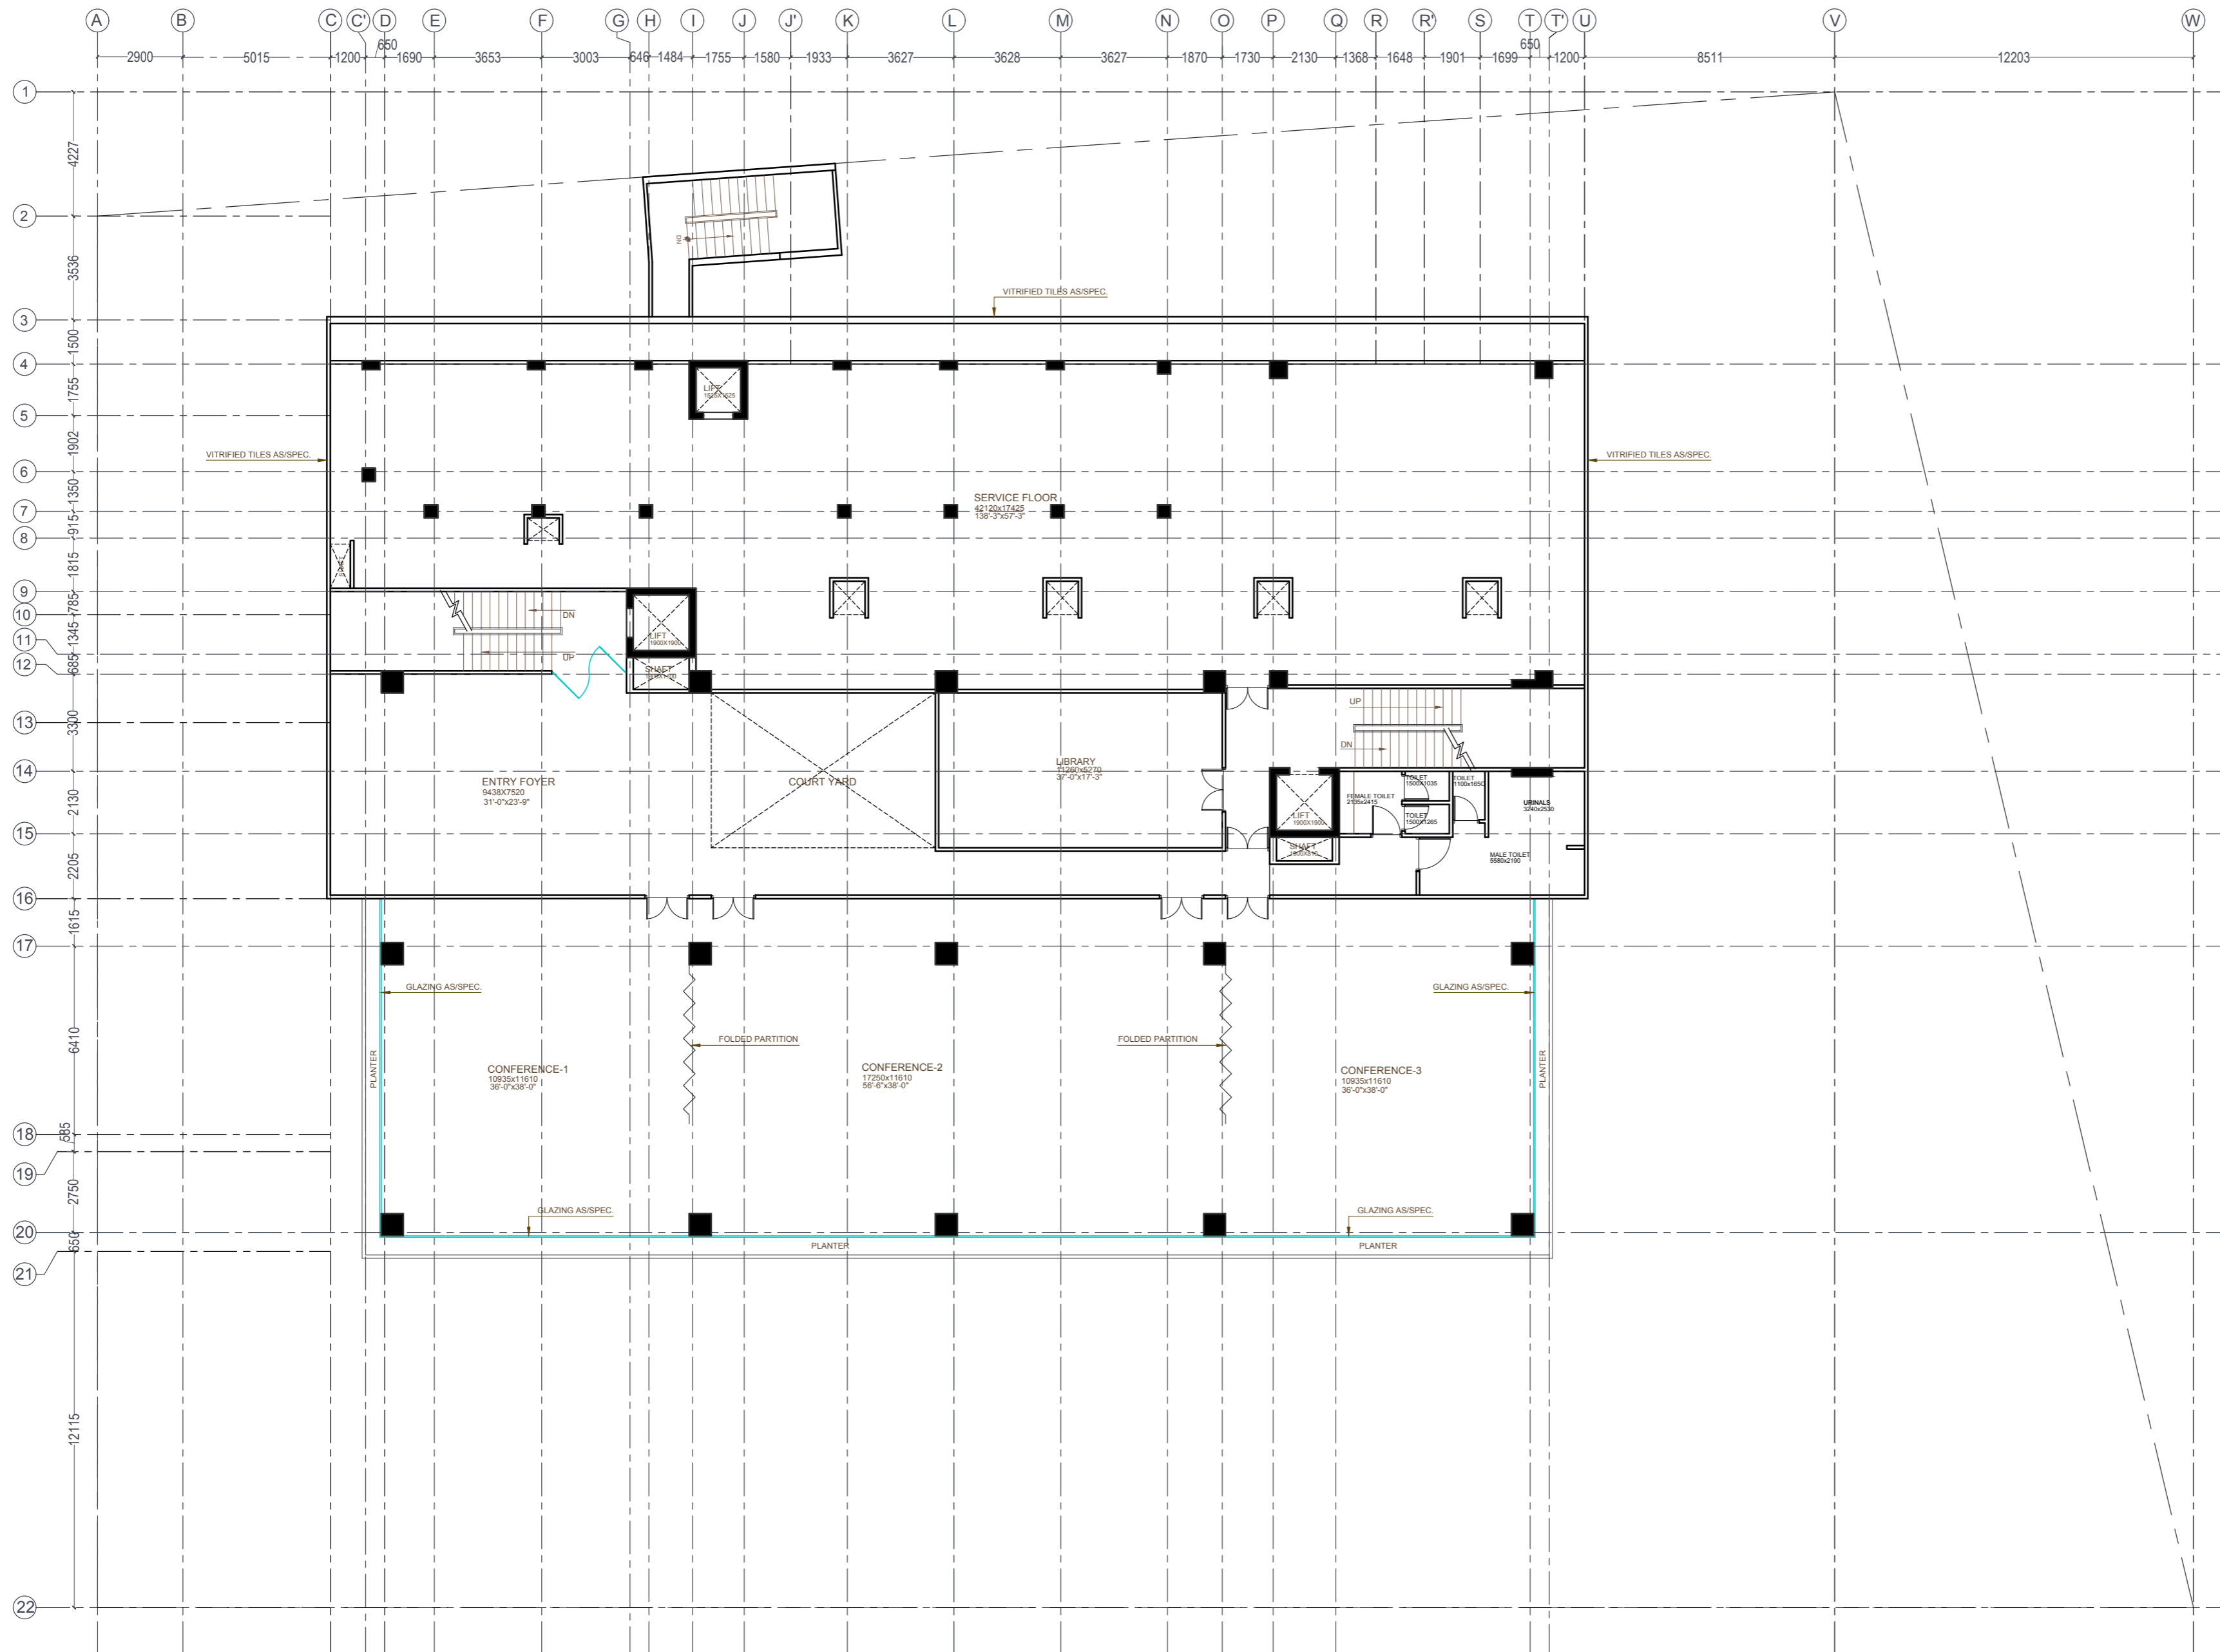 A B C C' D E F G H I J J' K L M N O P Q R R' S T T' U V W
650 650
2900 5015 1200 1690 3653 3003 646 1484 1755 1580 1933 3627 3628 3627 1870 1730 2130 1368 1648 1901 1699 1200 8511 12203
1
4227
2
3536
DN
VITRIFIED TILES AS/SPEC.
3
1500
4
1755
LIFT
1525X1525
5
1902
VITRIFIED TILES AS/SPEC.
VITRIFIED TILES AS/SPEC.
6
1350
SERVICE FLOOR
42120x17425
138'-3"x57'-3"
7
915
8
1815
9
785
10
DN
1345
LIFT
1900X1900
11
UP
685
12
SHAFT
UP
3300
13
DN
14
ENTRY FOYER
9438X7520
31'-0"x23'-9"
COURT YARD
LIBRARY
11260x5270
37'-0"x17'-3"
TOILET
1500X1035
TOILET
1100x1650
FEMALE TOILET
2135x2415
URINALS
3240x2530
2130
LIFT
1900X1900
TOILET
1500X1265
15
SHAFT
1900X810
MALE TOILET
5580x2190
2205
16
1615
17
GLAZING AS/SPEC.
GLAZING AS/SPEC.
6410
FOLDED PARTITION
FOLDED PARTITION
PLANTER
CONFERENCE-1
10935x11610
36'-0"x38'-0"
CONFERENCE-2
17250x11610
56'-6"x38'-0"
CONFERENCE-3
10935x11610
36'-0"x38'-0"
PLANTER
18
585
19
2750
GLAZING AS/SPEC.
GLAZING AS/SPEC.
20
650
PLANTER
PLANTER
21
12115
22